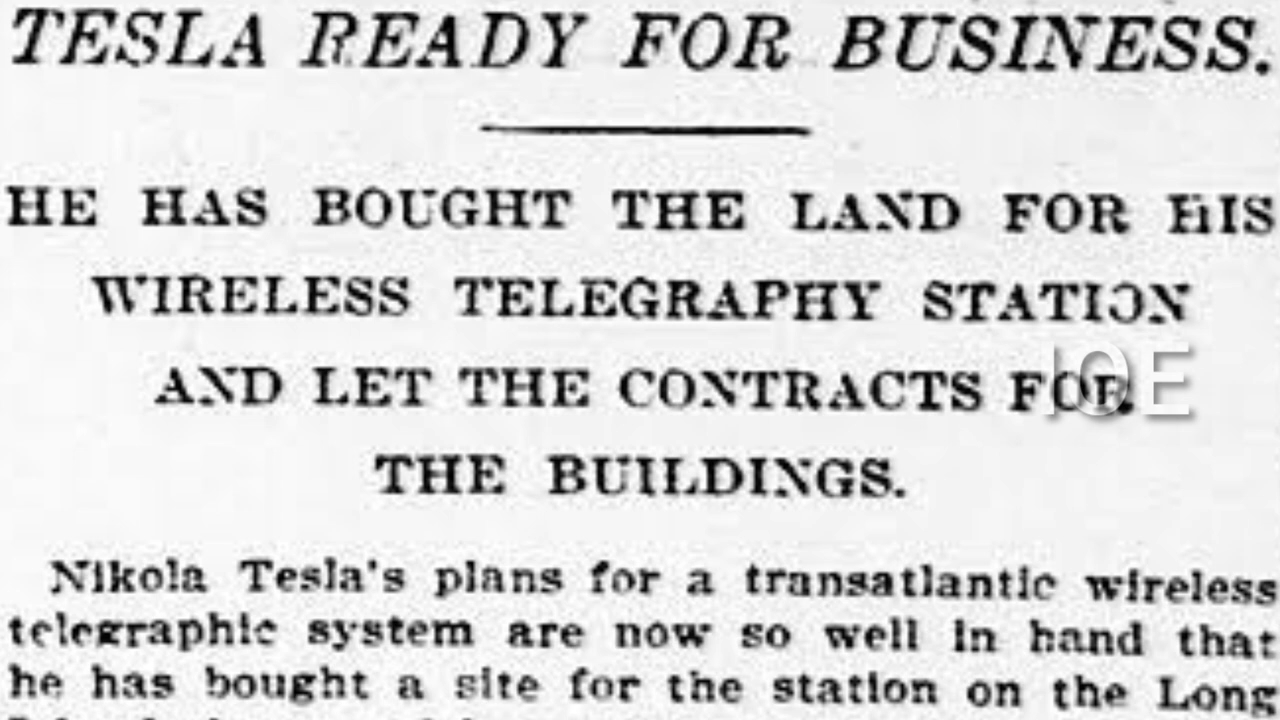 TESLA READY FOR BUSINESS.
HE HAS BOUGHT THE LAND FOR HIS
WIRELESS TELEGRAPHY STATION
AND LET THE CONTRACTS FOR
THE BUILDINGS.
Nikola Tesla's plans for a transatlantic wireless
telegraphic system are now so well in hand that
he has bought a site for the station on the Long
IOE